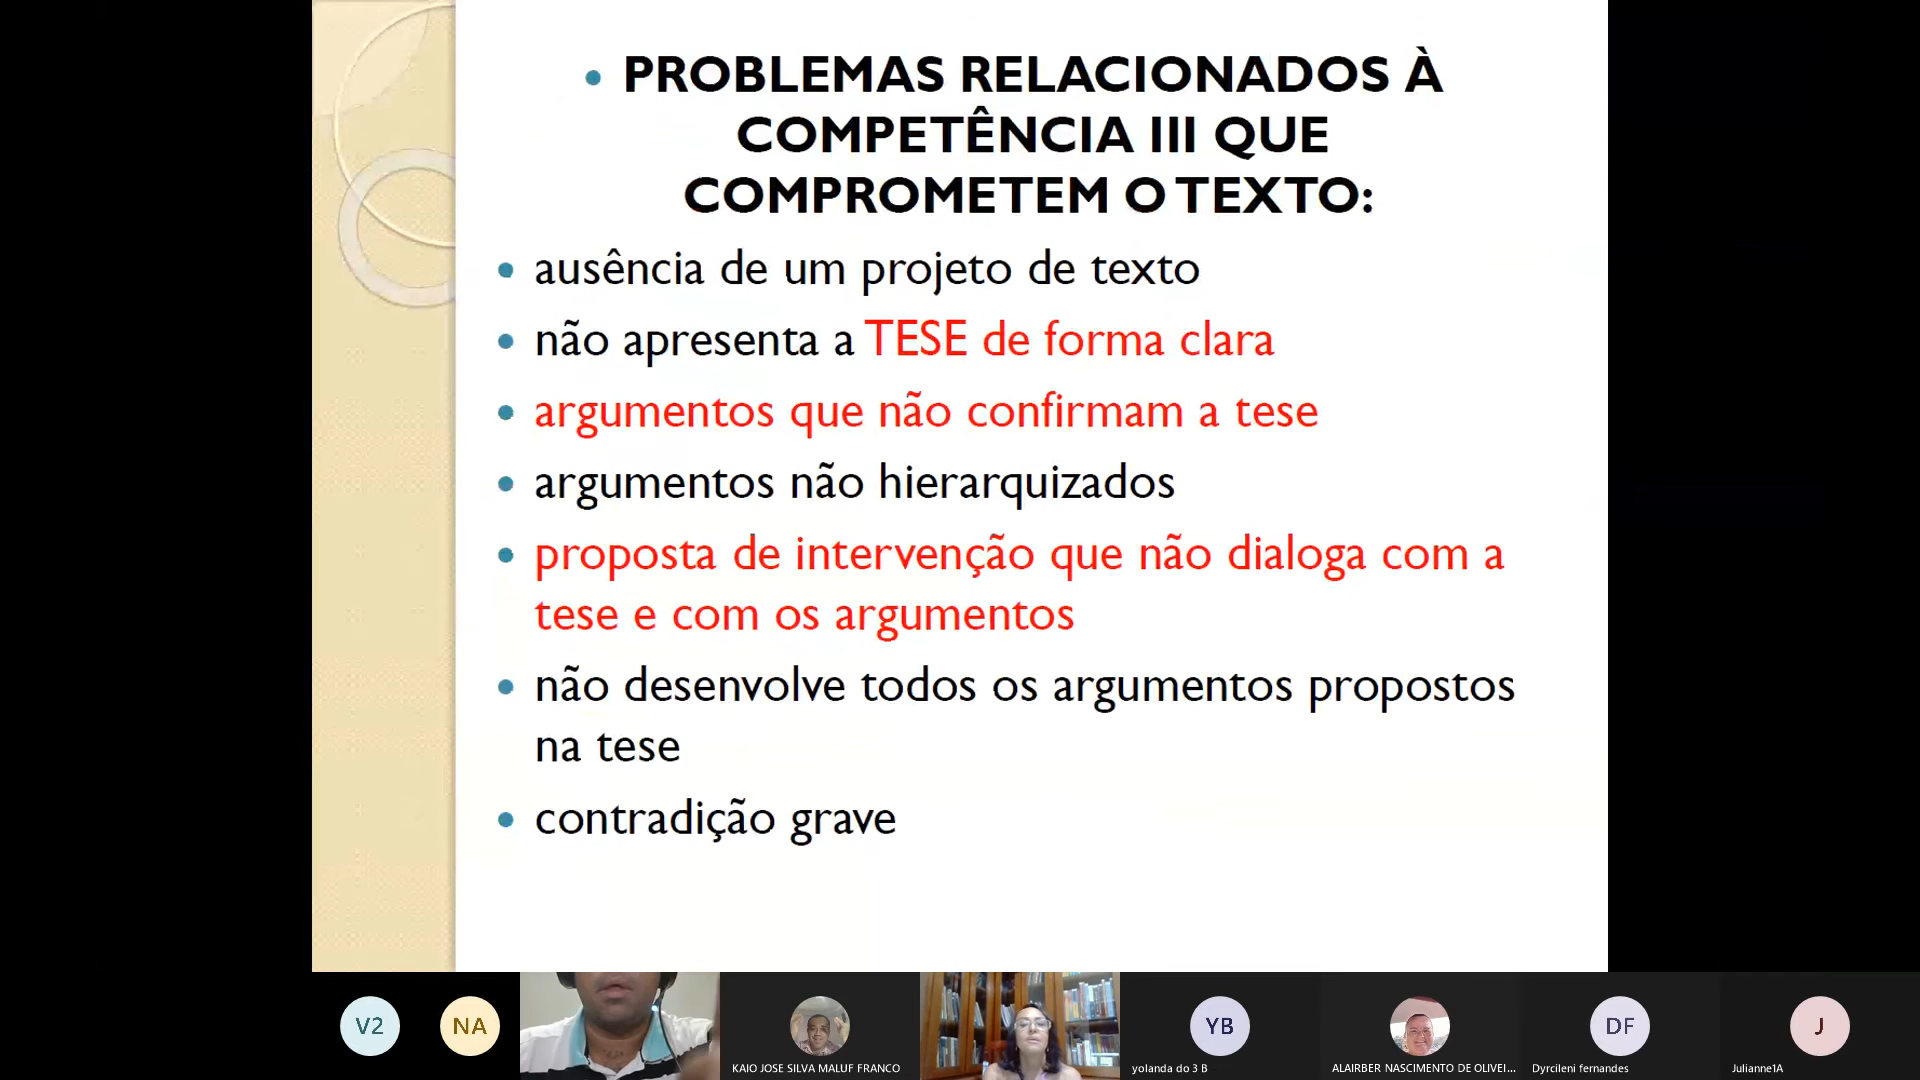 • PROBLEMAS RELACIONADOS À
COMPETÊNCIA III QUE
COMPROMETEM O TEXTO:
• ausência de um projeto de texto
• não apresenta a TESE de forma clara
• argumentos que não confirmam a tese
• argumentos não hierarquizados
• proposta de intervenção que não dialoga com a
tese e com os argumentos
• não desenvolve todos os argumentos propostos
na tese
• contradição grave
V2
NA
YB
DF
J
KAIO JOSE SILVA MALUF FRANCO
yolanda do 3 B
ALAIRBER NASCIMENTO DE OLIVEI...
Dyrcileni fernandes
Julianne1A